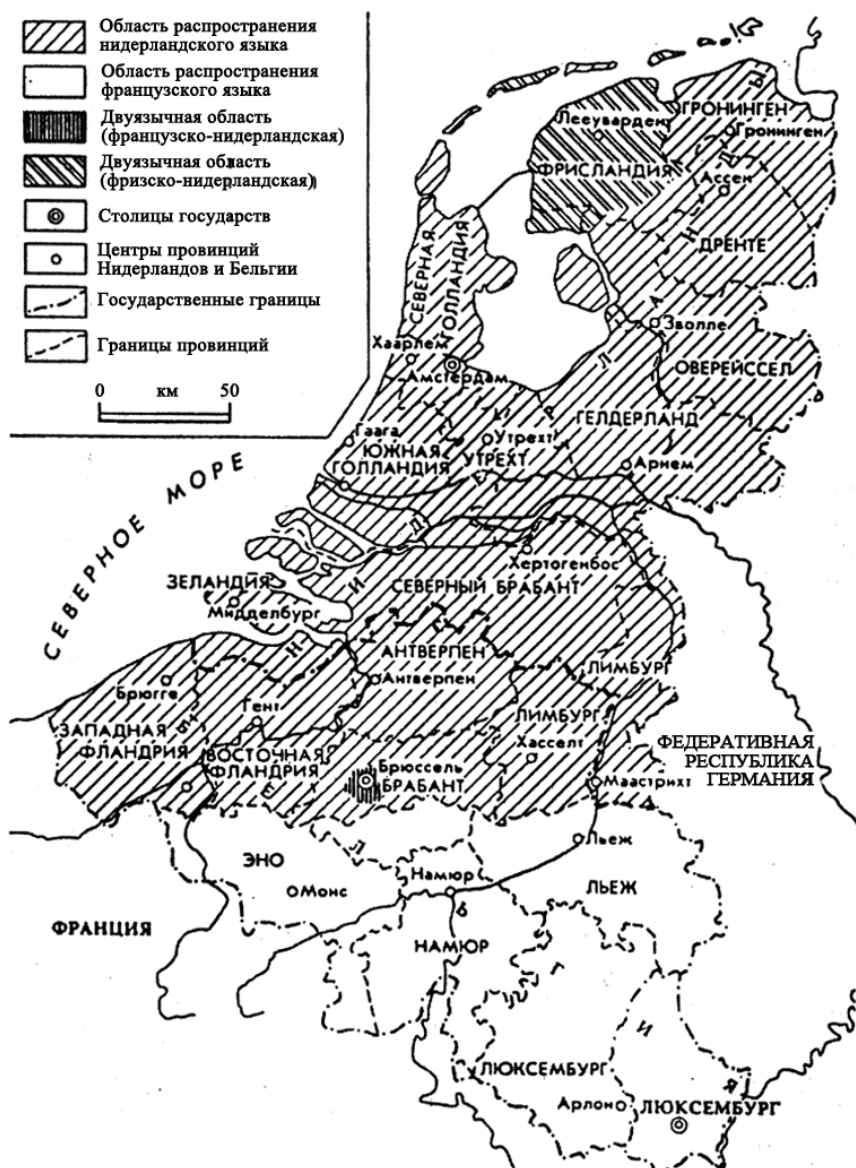 Область распространения
нидерландского языка
Область распространения
французского языка
Двуязычная область
(французско-нидерландская)
Двуязычная область
(фризско-нидерландская)
Столицы государств
Центры провинций
Нидерландов и Бельгии
Государственные границы
Границы провинций
0 км 50
СЕВЕРНОЕ МОРЕ
НИДЕРЛАНДЫ
БЕЛЬГИЯ
ГРОНИНГЕН
Гронинген
Лееуварден
ФРИСЛАНДИЯ
Ассен
ДРЕНТЕ
СЕВЕРНАЯ
ГОЛЛАНДИЯ
Зволле
Хаарлем
Амстердам
ОВЕРЕЙССЕЛ
ГЕЛДЕРЛАНД
Гаага
ЮЖНАЯ
ГОЛЛАНДИЯ
Утрехт
УТРЕХТ
Арнем
Хертогенбос
ЗЕЛАНДИЯ
СЕВЕРНЫЙ БРАБАНТ
Мидделбург
АНТВЕРПЕН
Антверпен
ЛИМБУРГ
Брюгге
Гент
ЛИМБУРГ
ЗАПАДНАЯ
ФЛАНДРИЯ
ВОСТОЧНАЯ
ФЛАНДРИЯ
Хасселт
ФЕДЕРАТИВНАЯ
РЕСПУБЛИКА
ГЕРМАНИЯ
Брюссель
БРАБАНТ
Маастрихт
Льеж
ЭНО
Намюр
Монс
ЛЬЕЖ
ФРАНЦИЯ
НАМЮР
ЛЮКСЕМБУРГ
Арлон
ЛЮКСЕМБУРГ